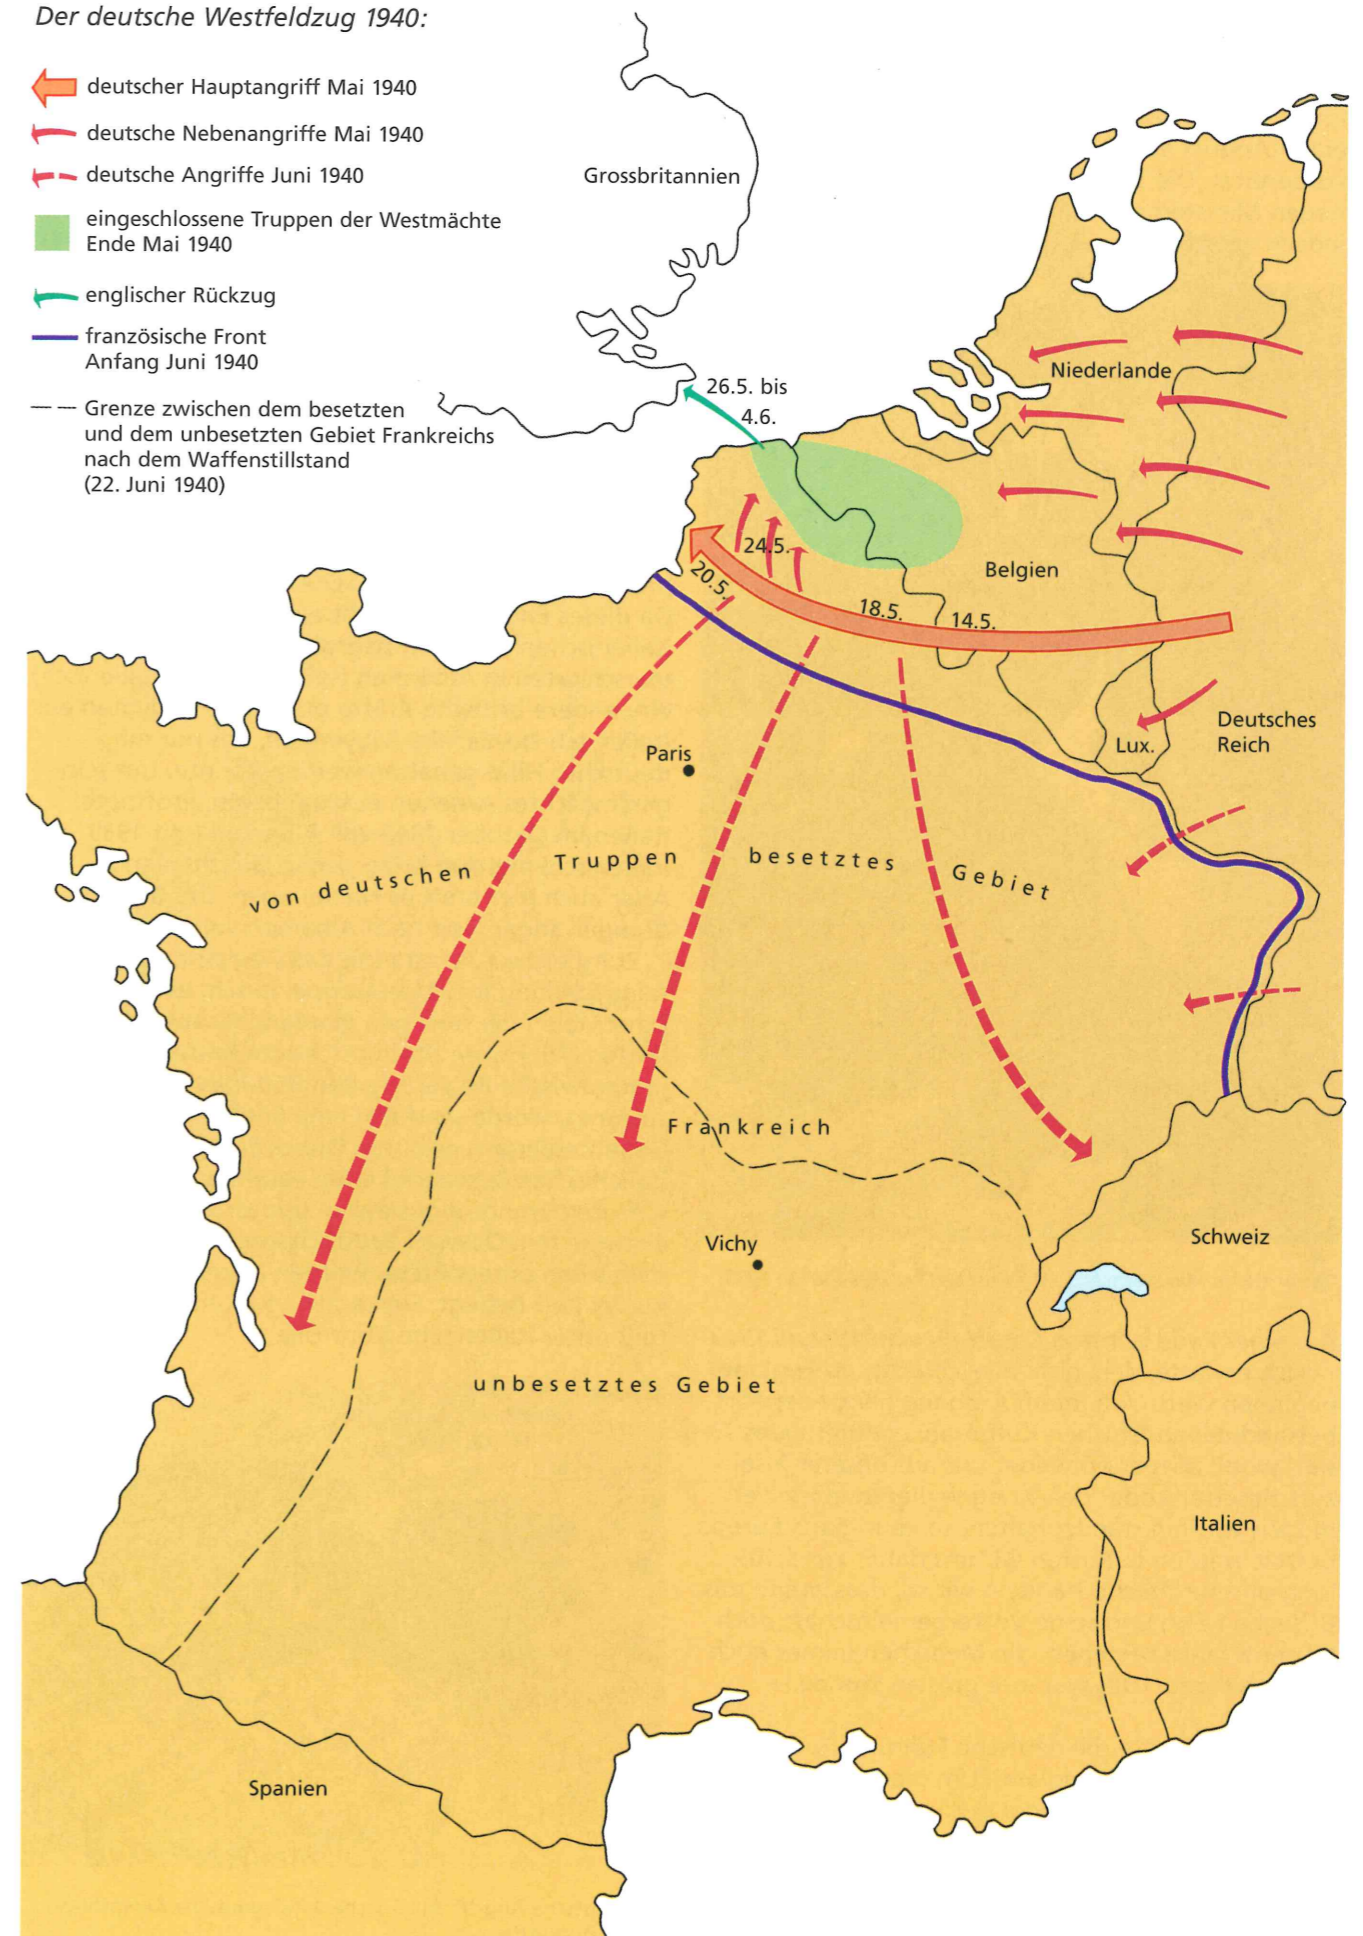 Der deutsche Westfeldzug 1940:
deutscher Hauptangriff Mai 1940
deutsche Nebenangriffe Mai 1940
deutsche Angriffe Juni 1940
eingeschlossene Truppen der Westmächte
Ende Mai 1940
englischer Rückzug
französische Front
Anfang Juni 1940
Grenze zwischen dem besetzten
und dem unbesetzten Gebiet Frankreichs
nach dem Waffenstillstand
(22. Juni 1940)
Grossbritannien
26.5. bis
4.6.
Niederlande
24.5.
20.5.
18.5.
14.5.
Belgien
Lux.
Deutsches
Reich
Paris
von deutschen Truppen besetztes Gebiet
Frankreich
Vichy
Schweiz
unbesetztes Gebiet
Italien
Spanien